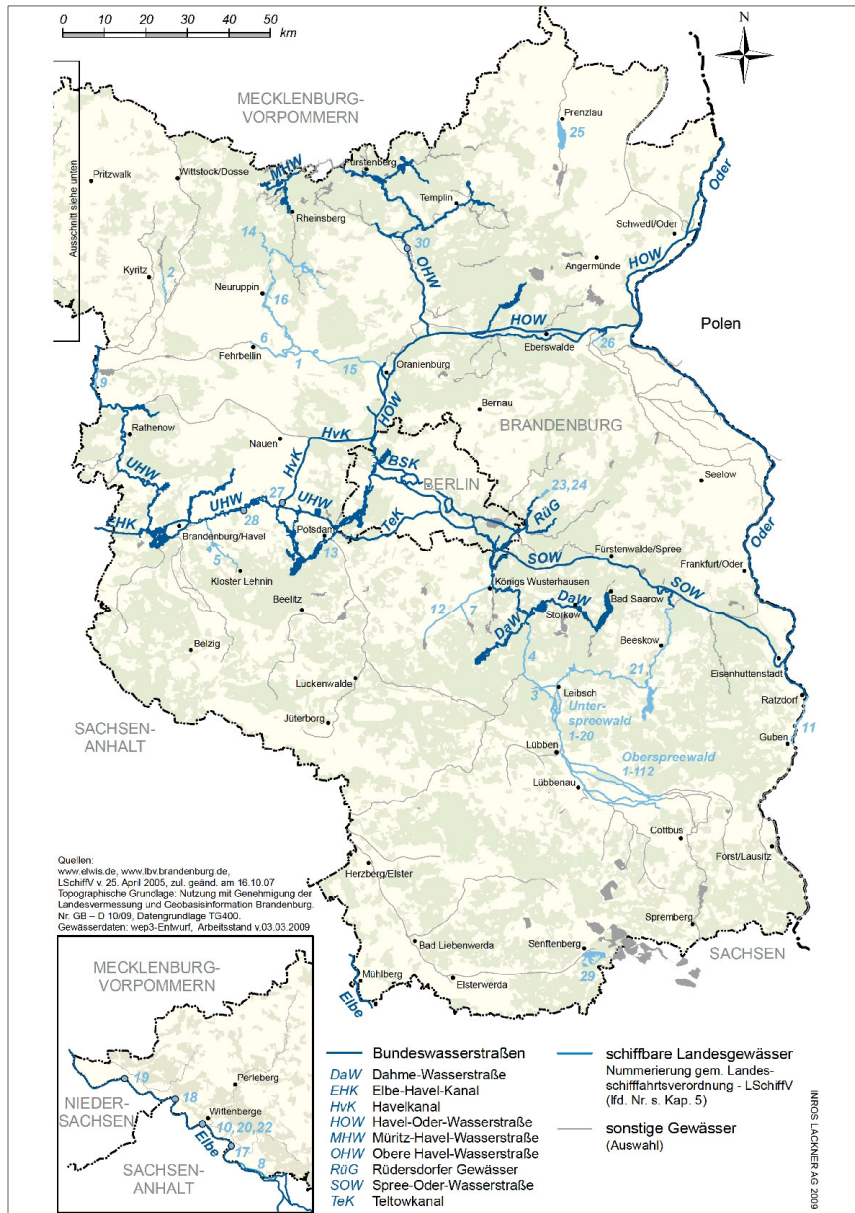 0 10 20 30 40 50
km
N
MECKLENBURG-
VORPOMMERN
Prenzlau
25
Ausschnitt siehe unten
Pritzwalk
Wittstock/Dosse
MHW
Fürstenberg
Oder
Templin
Rheinsberg
14
30
Schwedt/Oder
HOW
Kyritz
2
OHW
Angermünde
Neuruppin
16
HOW
Polen
6
Fehrbellin
1
15
Eberswalde
26
Oranienburg
9
HOW
Bernau
BRANDENBURG
Rathenow
HvK
Nauen
HvK
BSK
BERLIN
Seelow
UHW
27
23,24
UHW
UHW
RüG
EHK
28
TeK
Oder
Brandenburg/Havel
Potsdam
13
SOW
Fürstenwalde/Spree
5
Kloster Lehnin
Frankfurt/Oder
Königs Wusterhausen
SOW
Beelitz
12
7
DaW
Bad Saarow
Storkow
DaW
Belzig
4
Beeskow
21
Eisenhüttenstadt
Luckenwalde
3
Leibsch
Ratzdorf
SACHSEN-
ANHALT
Jüterborg
Unter-
spreewald
1-20
11
Guben
Lübben
Oberspreewald
1-112
Lübbenau
Cottbus
Forst/Lausitz
Quellen:
www.elwis.de, www.lbv.brandenburg.de,
LSchiffV v. 25. April 2005, zul. geänd. am 16.10.07
Topographische Grundlage: Nutzung mit Genehmigung der
Landesvermessung und Geobasisinformation Brandenburg.
Nr. GB – D 10/09, Datengrundlage TG400.
Gewässerdaten: wep3-Entwurf, Arbeitsstand v.03.03.2009
Herzberg/Elster
Spremberg
Bad Liebenwerda
Senftenberg
SACHSEN
Mühlberg
Elsterwerda
29
Elbe
MECKLENBURG-
VORPOMMERN
19
Perleberg
NIEDER-
SACHSEN
18
Wittenberge
10,20,22
Elbe
17
8
SACHSEN-
ANHALT
Bundeswasserstraßen
DaW Dahme-Wasserstraße
EHK Elbe-Havel-Kanal
HvK Havelkanal
HOW Havel-Oder-Wasserstraße
MHW Müritz-Havel-Wasserstraße
OHW Obere Havel-Wasserstraße
RüG Rüdersdorfer Gewässer
SOW Spree-Oder-Wasserstraße
TeK Teltowkanal
schiffbare Landesgewässer
Nummerierung gem. Landes-
schifffahrtsverordnung - LSchiffV
(lfd. Nr. s. Kap. 5)
sonstige Gewässer
(Auswahl)
INROS LACKNER AG 2009